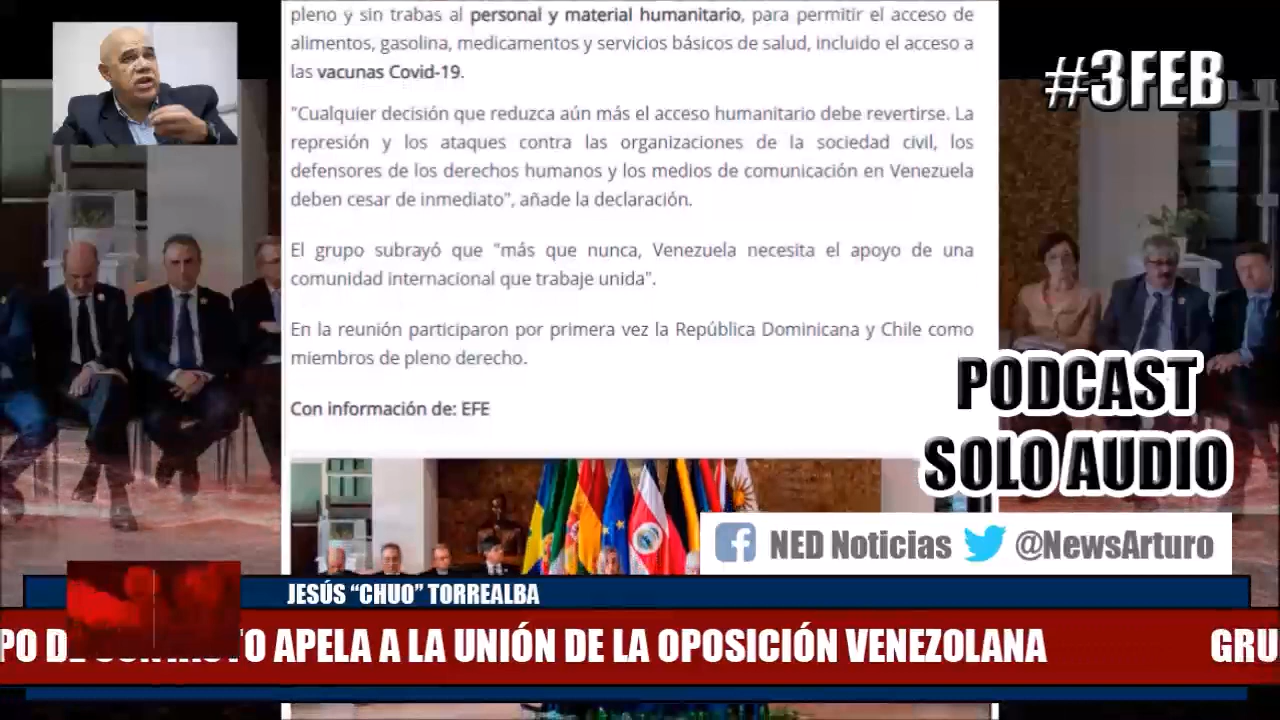 pleno y sin trabas al personal y material humanitario, para permitir el acceso de
alimentos, gasolina, medicamentos y servicios básicos de salud, incluido el acceso a
las vacunas Covid-19.
"Cualquier decisión que reduzca aún más el acceso humanitario debe revertirse. La
represión y los ataques contra las organizaciones de la sociedad civil, los
defensores de los derechos humanos y los medios de comunicación en Venezuela
deben cesar de inmediato", añade la declaración.
El grupo subrayó que "más que nunca, Venezuela necesita el apoyo de una
comunidad internacional que trabaje unida".
En la reunión participaron por primera vez la República Dominicana y Chile como
miembros de pleno derecho.
Con información de: EFE
#3FEB
PODCAST
SOLO AUDIO
NED Noticias @NewsArturo
JESÚS “CHUO” TORREALBA
APELA A LA UNIÓN DE LA OPOSICIÓN VENEZOLANA GRU